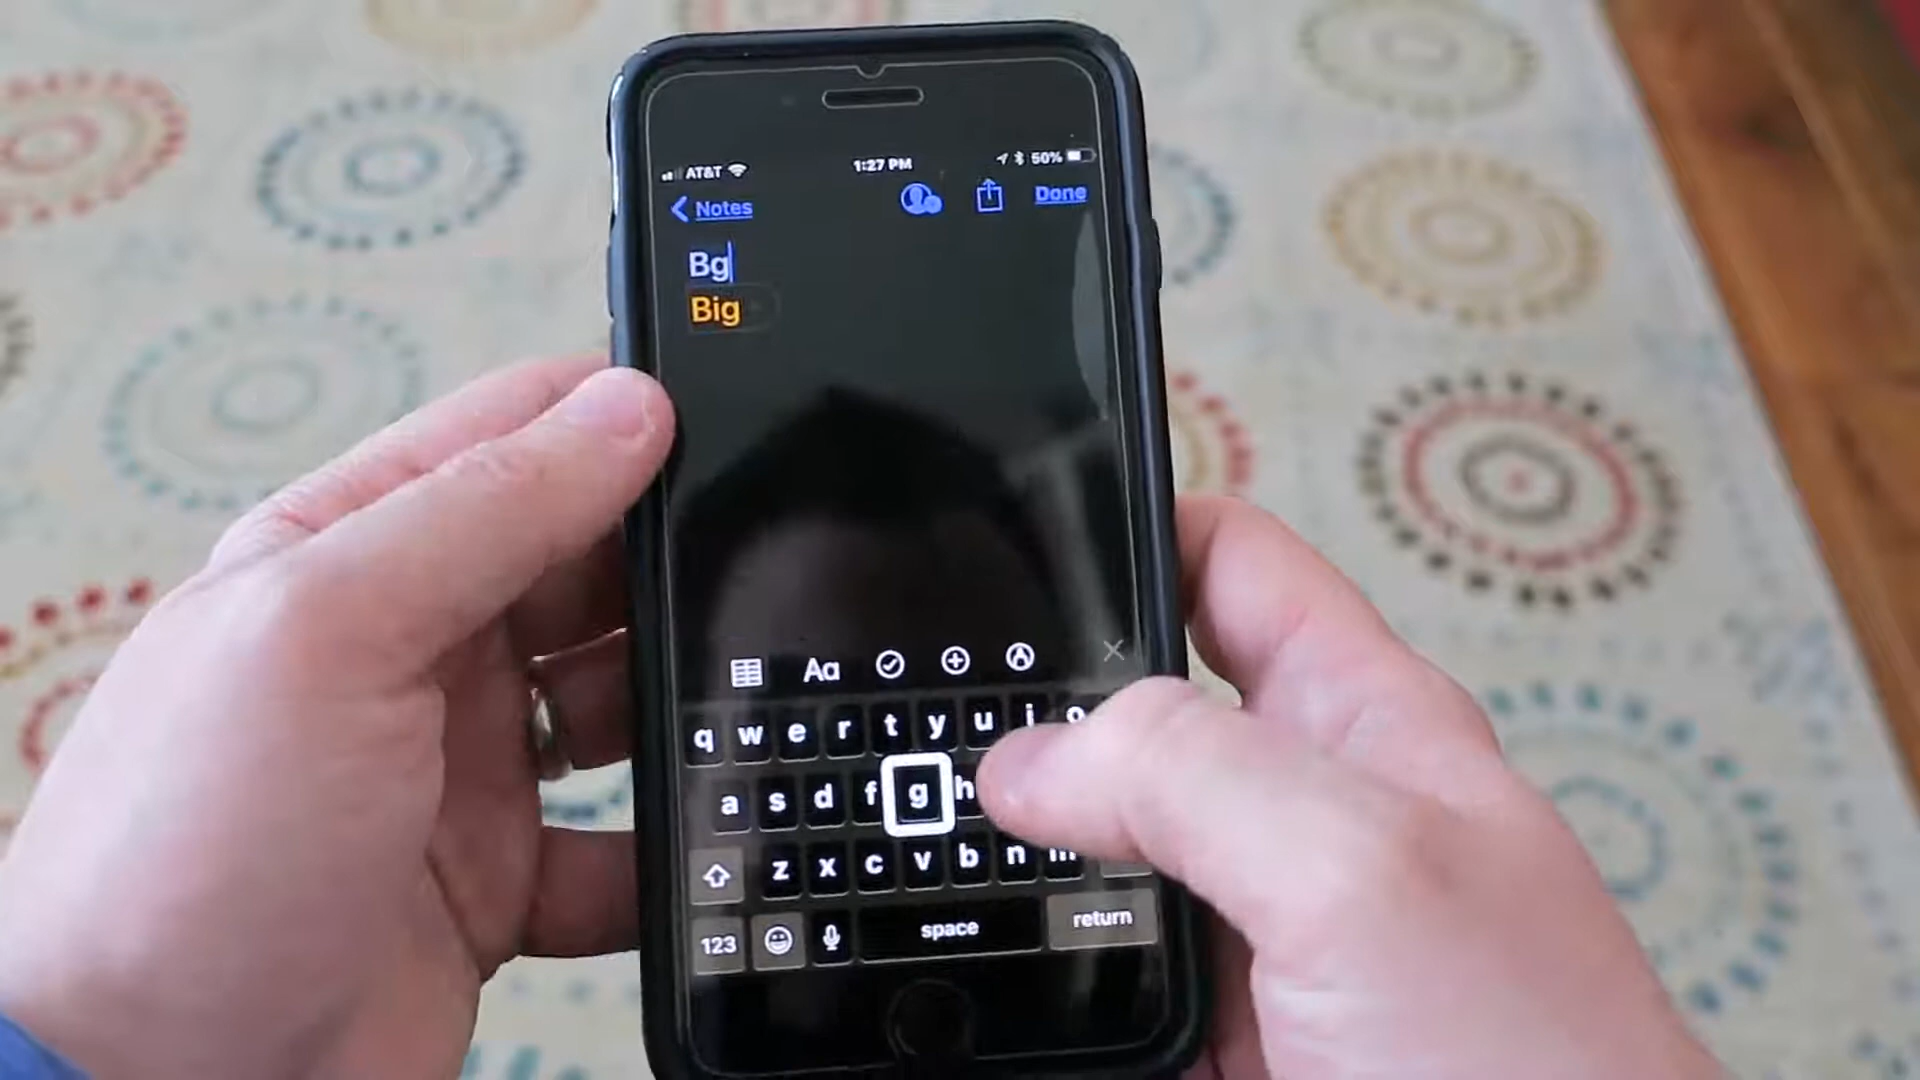 AT&T 1:27 PM 50%
Notes Done
Bg
Big
Aa
q w e r t y u i o
a s d f g h
z x c v b n m
123 space return